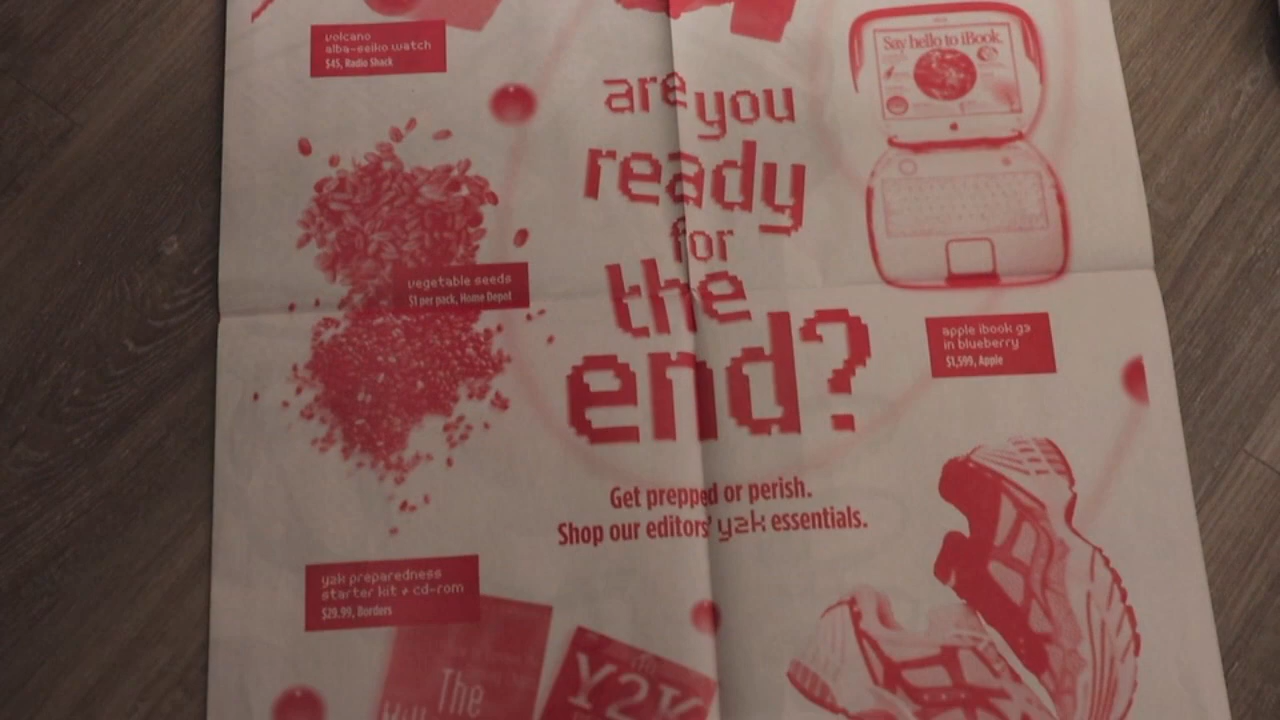 volcano
alba-seiko watch
$45, Radio Shack
are you
ready
for
the
end?
Say hello to iBook.
vegetable seeds
$1 per pack, Home Depot
apple ibook g3
in blueberry
$1,599, Apple
Get prepped or perish.
Shop our editors' y2k essentials.
y2k preparedness
starter kit + cd-rom
$29.99, Borders
The
Y2K